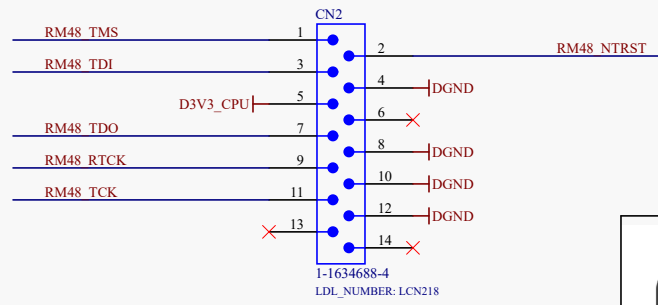 CN2
RM48_TMS 1
2 RM48_NTRST
RM48_TDI 3
4 DGND
D3V3_CPU 5
6
RM48_TDO 7
8 DGND
RM48_RTCK 9
10 DGND
RM48_TCK 11
12 DGND
13
14
1-1634688-4
LDL_NUMBER: LCN218